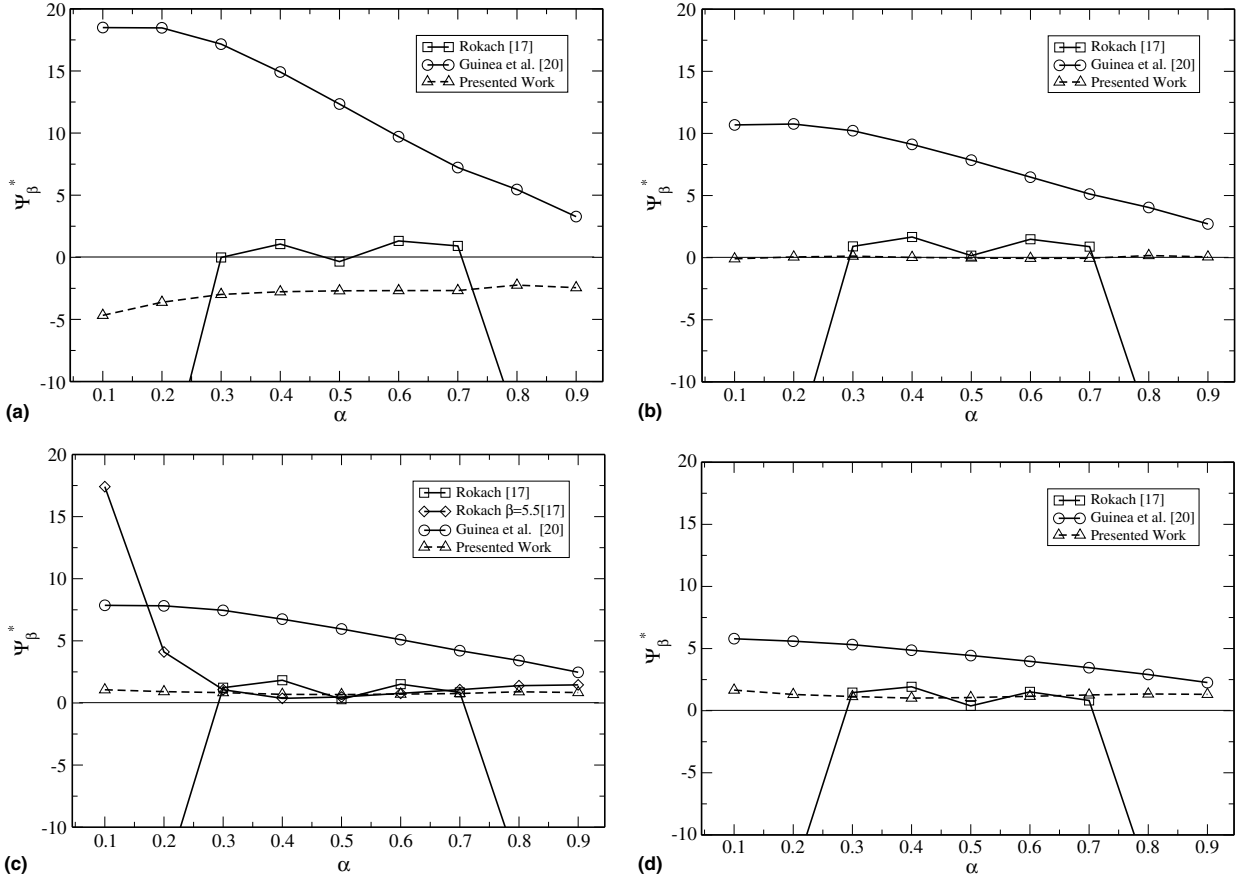 20
15
10
5
0
-5
-10
Ψβ*
Rokach [17]
Guinea et al. [20]
Presented Work
0.1 0.2 0.3 0.4 0.5 0.6 0.7 0.8 0.9
α
(a)
20
15
10
5
0
-5
-10
Ψβ*
Rokach [17]
Guinea et al. [20]
Presented Work
0.1 0.2 0.3 0.4 0.5 0.6 0.7 0.8 0.9
α
(b)
20
15
10
5
0
-5
-10
Ψβ*
Rokach [17]
Rokach β=5.5[17]
Guinea et al. [20]
Presented Work
0.1 0.2 0.3 0.4 0.5 0.6 0.7 0.8 0.9
α
(c)
20
15
10
5
0
-5
-10
Ψβ*
Rokach [17]
Guinea et al. [20]
Presented Work
0.1 0.2 0.3 0.4 0.5 0.6 0.7 0.8 0.9
α
(d)